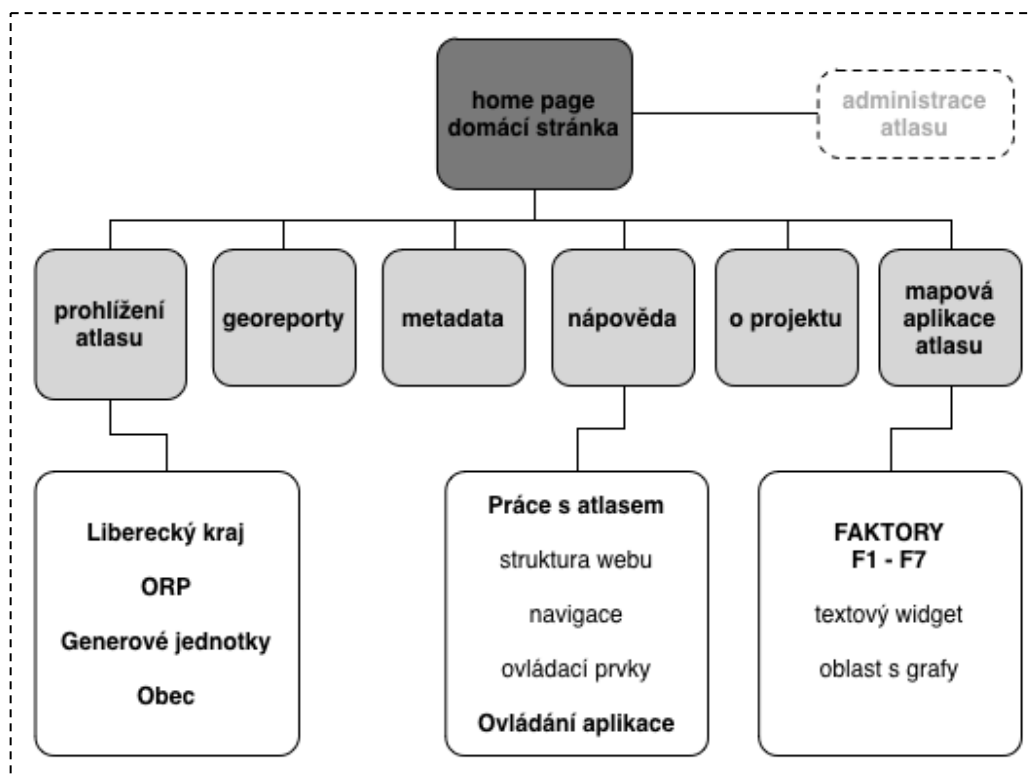 home page
domácí stránka
administrace
atlasu
prohlížení
atlasu
georeporty
metadata
nápověda
o projektu
mapová
aplikace
atlasu
Liberecký kraj
ORP
Generové jednotky
Obec
Práce s atlasem
struktura webu
navigace
ovládací prvky
Ovládání aplikace
FAKTORY
F1 - F7
textový widget
oblast s grafy